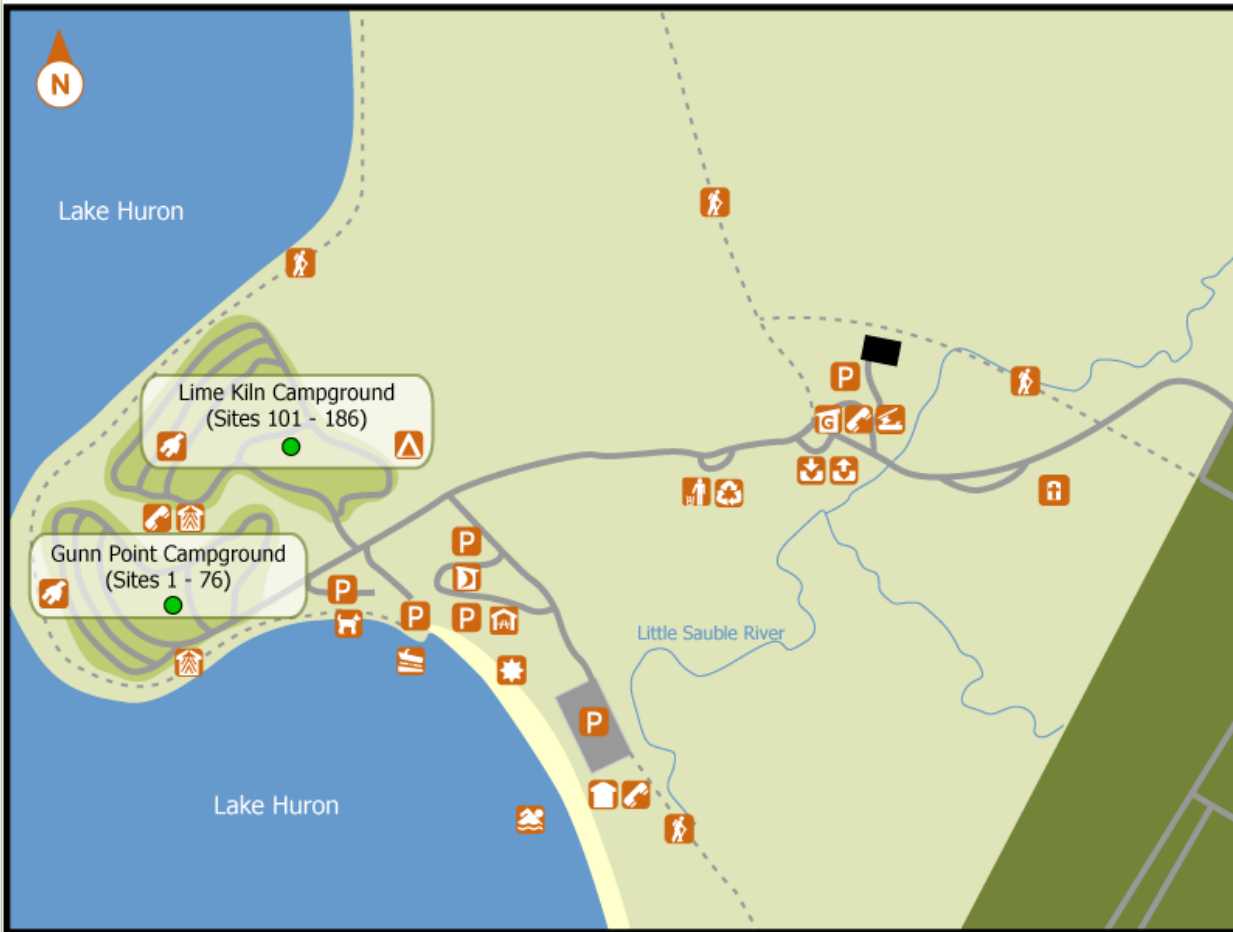 N
Lake Huron
Lime Kiln Campground
(Sites 101 - 186)
P
G
Gunn Point Campground
(Sites 1 - 76)
P
P
P
P
Little Sauble River
P
Lake Huron